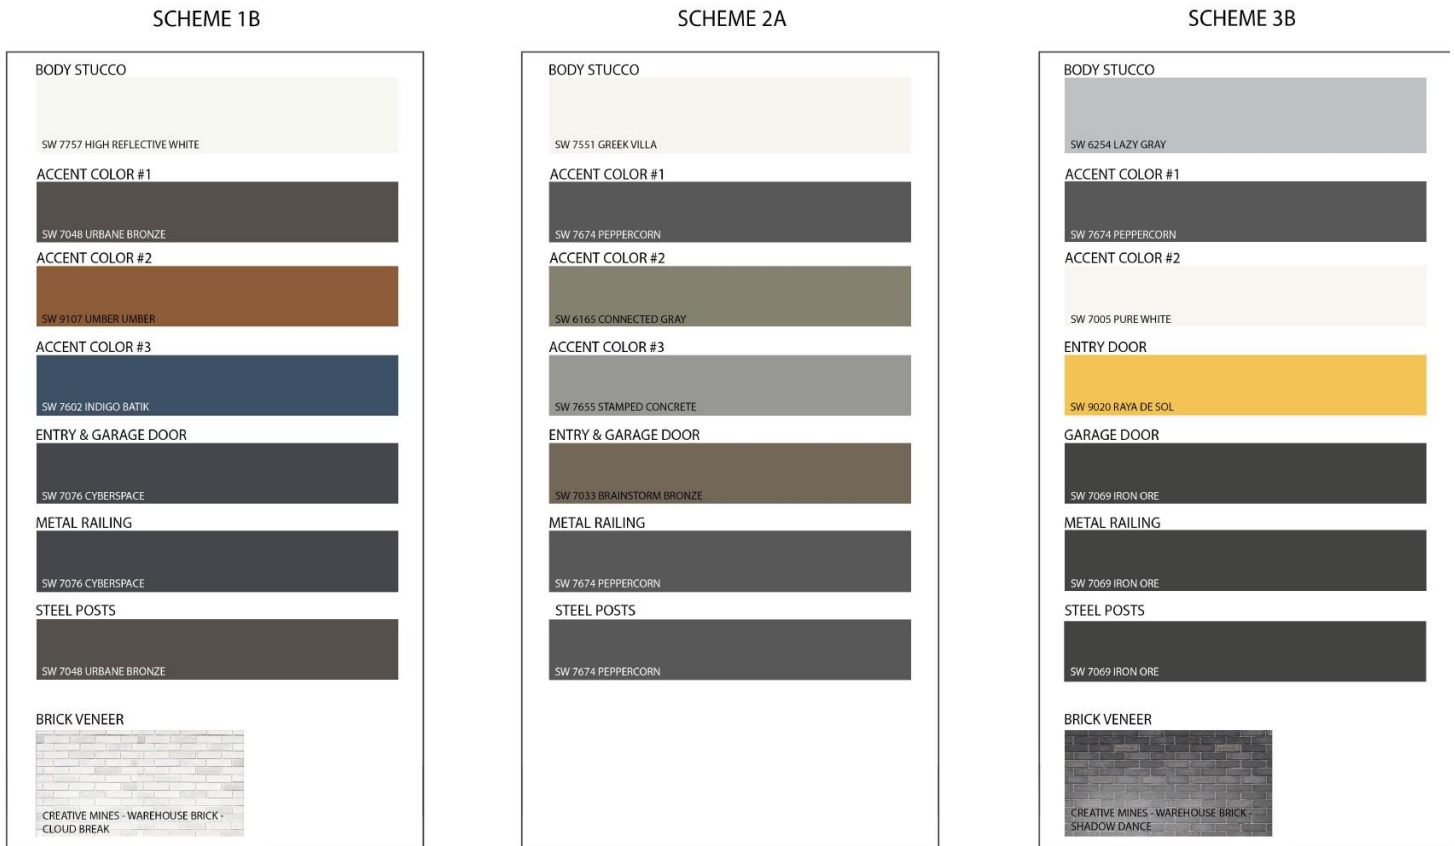 SCHEME 1B
BODY STUCCO
SW 7757 HIGH REFLECTIVE WHITE
ACCENT COLOR #1
SW 7048 URBANE BRONZE
ACCENT COLOR #2
SW 9107 UMBER UMBER
ACCENT COLOR #3
SW 7602 INDIGO BATIK
ENTRY & GARAGE DOOR
SW 7076 CYBERSPACE
METAL RAILING
SW 7076 CYBERSPACE
STEEL POSTS
SW 7048 URBANE BRONZE
BRICK VENEER
CREATIVE MINES - WAREHOUSE BRICK -
CLOUD BREAK
SCHEME 2A
BODY STUCCO
SW 7551 GREEK VILLA
ACCENT COLOR #1
SW 7674 PEPPERCORN
ACCENT COLOR #2
SW 6165 CONNECTED GRAY
ACCENT COLOR #3
SW 7655 STAMPED CONCRETE
ENTRY & GARAGE DOOR
SW 7033 BRAINSTORM BRONZE
METAL RAILING
SW 7674 PEPPERCORN
STEEL POSTS
SW 7674 PEPPERCORN
SCHEME 3B
BODY STUCCO
SW 6254 LAZY GRAY
ACCENT COLOR #1
SW 7674 PEPPERCORN
ACCENT COLOR #2
SW 7005 PURE WHITE
ENTRY DOOR
SW 9020 RAYA DE SOL
GARAGE DOOR
SW 7069 IRON ORE
METAL RAILING
SW 7069 IRON ORE
STEEL POSTS
SW 7069 IRON ORE
BRICK VENEER
CREATIVE MINES - WAREHOUSE BRICK -
SHADOW DANCE